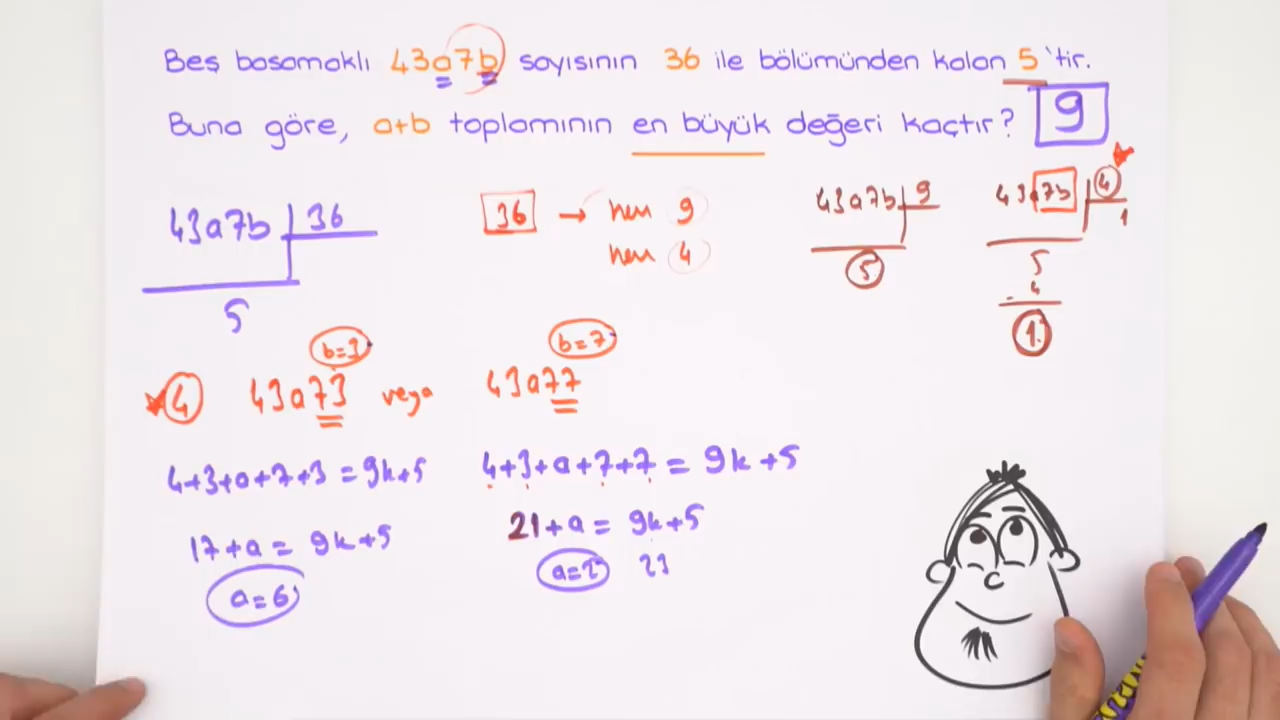 Beş basamaklı 43a7b sayısının 36 ile bölümünden kalan 5'tir.
Buna göre, a+b toplamının en büyük değeri kaçtır? 9
43a7b 36
5
36 → hem 9
hem 4
43a7b 9
5
43a7b 4
1
5
- 4
1
4 43a73 veya 43a77
b=3
b=7
4+3+a+7+3 = 9k+5
17+a = 9k+5
a=6
4+3+a+7+7 = 9k+5
21+a = 9k+5
a=2 23